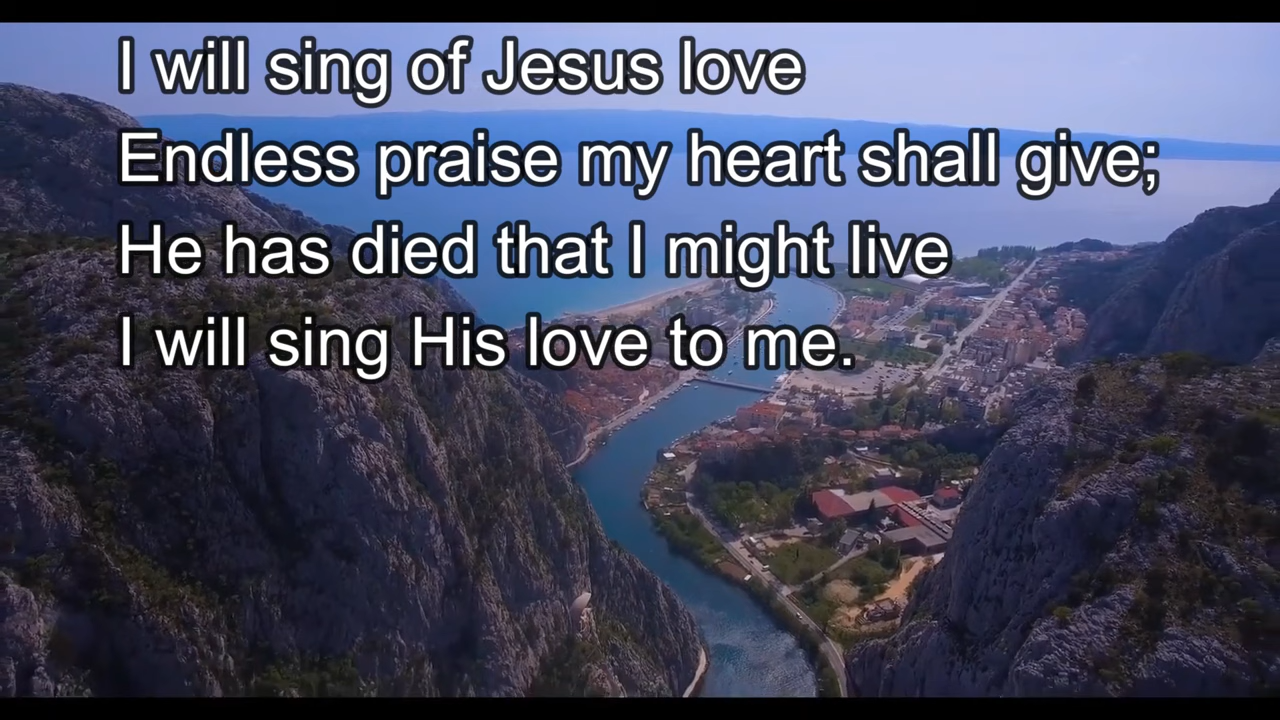 I will sing of Jesus love
Endless praise my heart shall give;
He has died that I might live
I will sing His love to me.